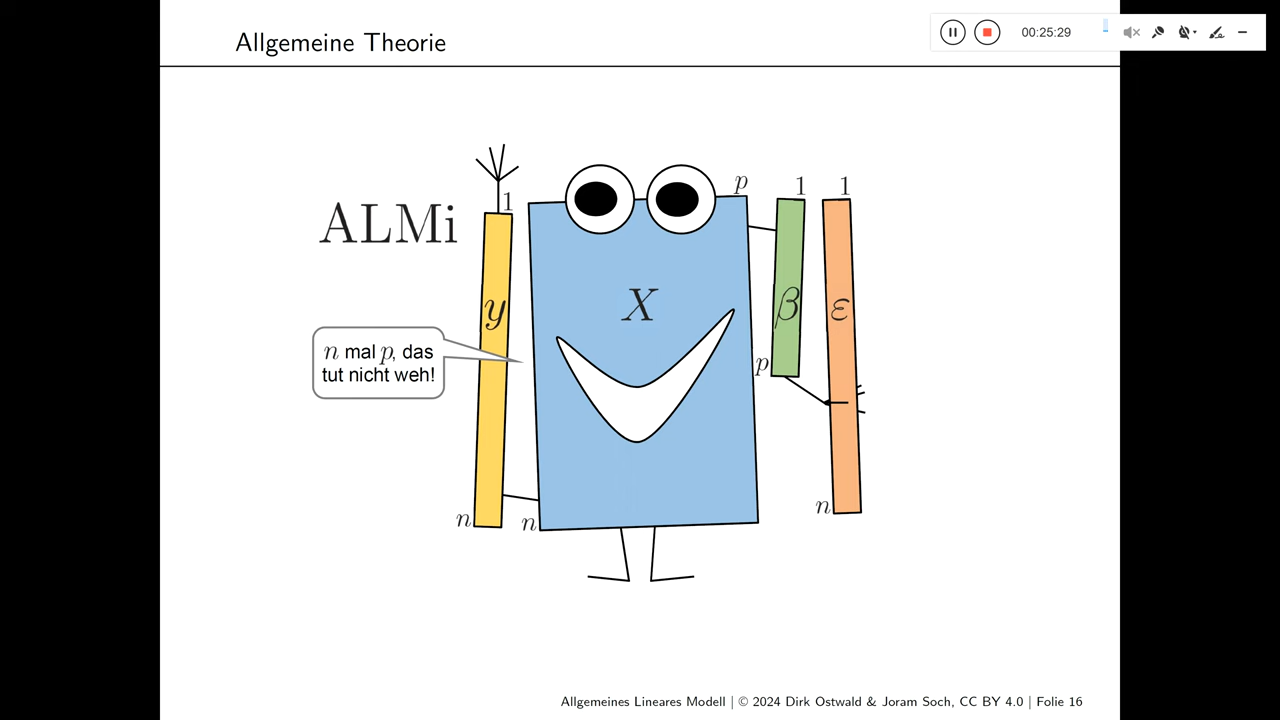 Allgemeine Theorie
00:25:29
ALMi
1
p
1
1
y
X
β
ε
n mal p, das
tut nicht weh!
p
n
n
n
Allgemeines Lineares Modell | © 2024 Dirk Ostwald & Joram Soch, CC BY 4.0 | Folie 16